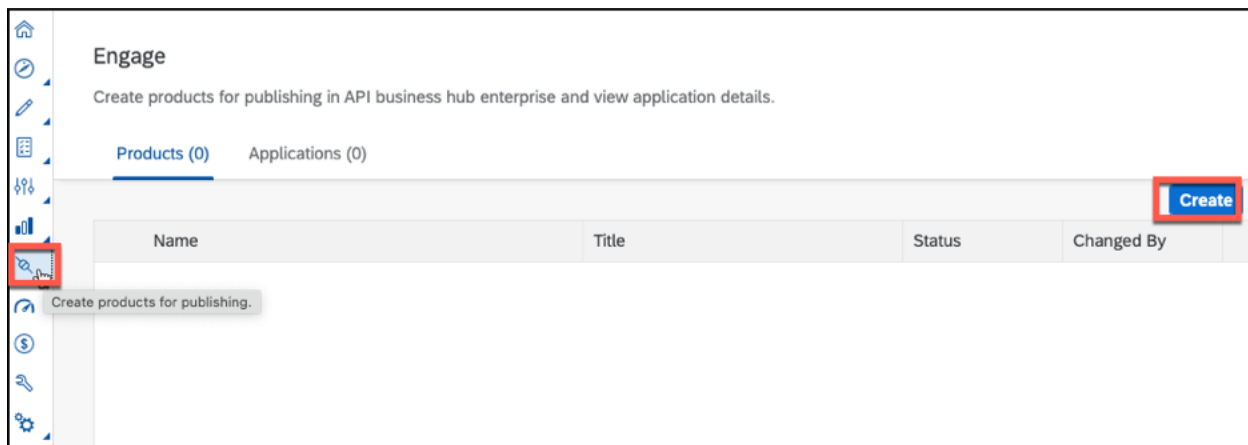 Engage
Create products for publishing in API business hub enterprise and view application details.
Products (0) Applications (0)
Create
Name Title Status Changed By
Create products for publishing.